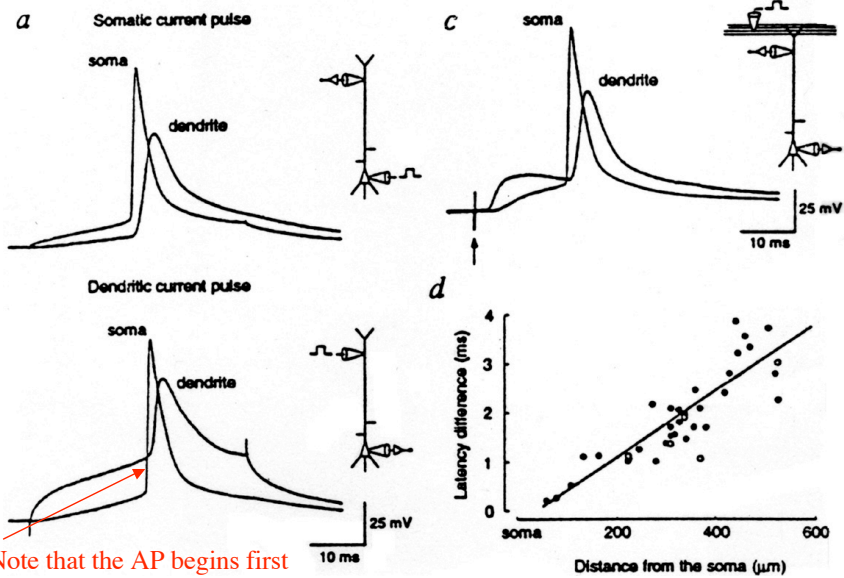 a Somatic current pulse
soma
dendrite
c
soma
dendrite
25 mV
10 ms
Dendritic current pulse
soma
dendrite
25 mV
10 ms
Note that the AP begins first
d
Latency difference (ms)
4
3
2
1
0
soma 200 400 600
Distance from the soma (μm)